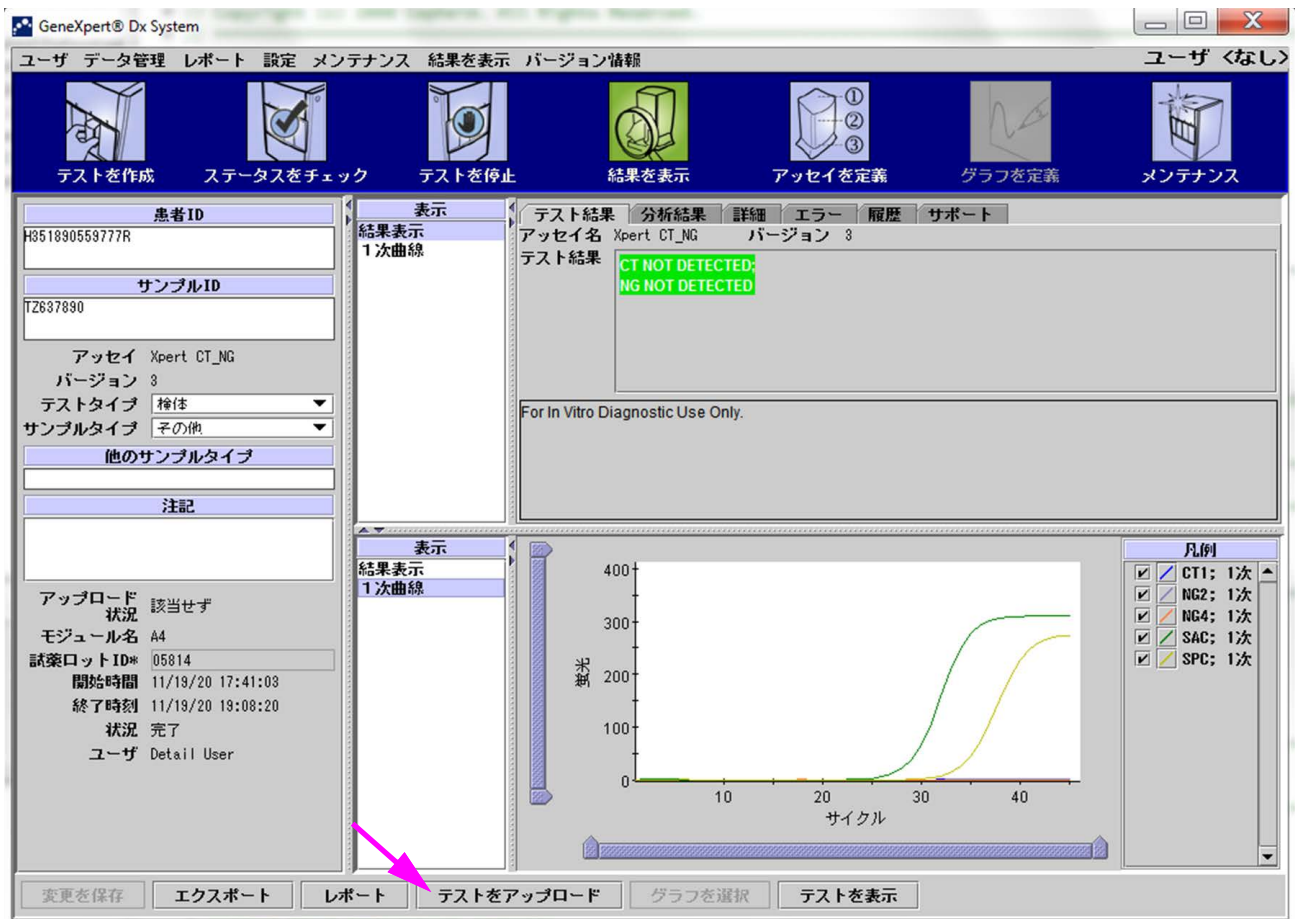 GeneXpert® Dx System
ユーザ データ管理 レポート 設定 メンテナンス 結果を表示 バージョン情報
ユーザ <なし>
① ② ③
テストを作成 ステータスをチェック テストを停止 結果を表示 アッセイを定義 グラフを定義 メンテナンス
患者ID
H351890559777R
サンプルID
TZ637890
アッセイ Xpert CT_NG
バージョン 3
テストタイプ 検体
サンプルタイプ その他
他のサンプルタイプ
注記
アップロード状況 該当せず
モジュール名 A4
試薬ロットID* 05814
開始時間 11/19/20 17:41:03
終了時刻 11/19/20 19:08:20
状況 完了
ユーザ Detail User
表示
結果表示
1次曲線
テスト結果 分析結果 詳細 エラー 履歴 サポート
アッセイ名 Xpert CT_NG バージョン 3
テスト結果
CT NOT DETECTED;
NG NOT DETECTED
For In Vitro Diagnostic Use Only.
表示
結果表示
1次曲線
400
300
200
100
0
蛍光
10 20 30 40
サイクル
凡例
CT1; 1次
NG2; 1次
NG4; 1次
SAC; 1次
SPC; 1次
変更を保存 エクスポート レポート テストをアップロード グラフを選択 テストを表示